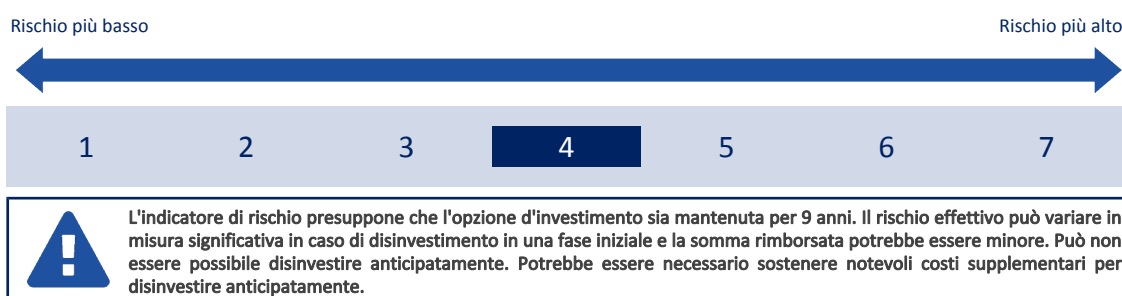 Rischio più basso Rischio più alto
1 2 3 4 5 6 7
L'indicatore di rischio presuppone che l'opzione d'investimento sia mantenuta per 9 anni. Il rischio effettivo può variare in
misura significativa in caso di disinvestimento in una fase iniziale e la somma rimborsata potrebbe essere minore. Può non
essere possibile disinvestire anticipatamente. Potrebbe essere necessario sostenere notevoli costi supplementari per
disinvestire anticipatamente.